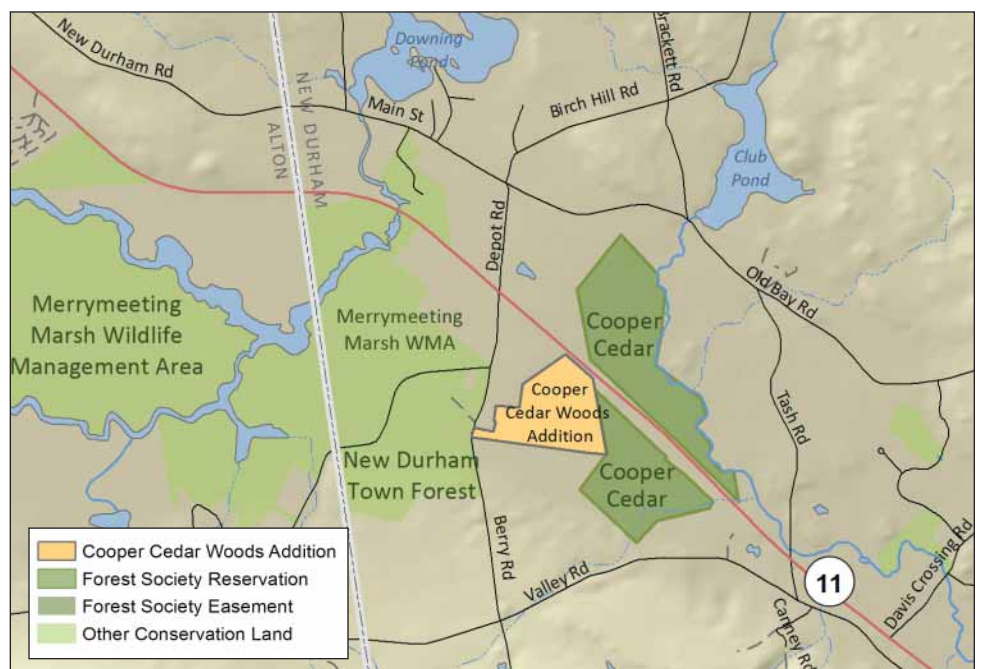 Downing
Pond
New Durham Rd
Brackett Rd
NEW DURHAM
ALTON
Main St
Birch Hill Rd
Club
Pond
Depot Rd
Old Bay Rd
Merrymeeting
Marsh Wildlife
Management Area
Merrymeeting
Marsh WMA
Cooper
Cedar
Cooper
Cedar Woods
Addition
Tash Rd
New Durham
Town Forest
Cooper
Cedar
Berry Rd
Valley Rd
11
Davis Crossing Rd
Canney Rd
Cooper Cedar Woods Addition
Forest Society Reservation
Forest Society Easement
Other Conservation Land